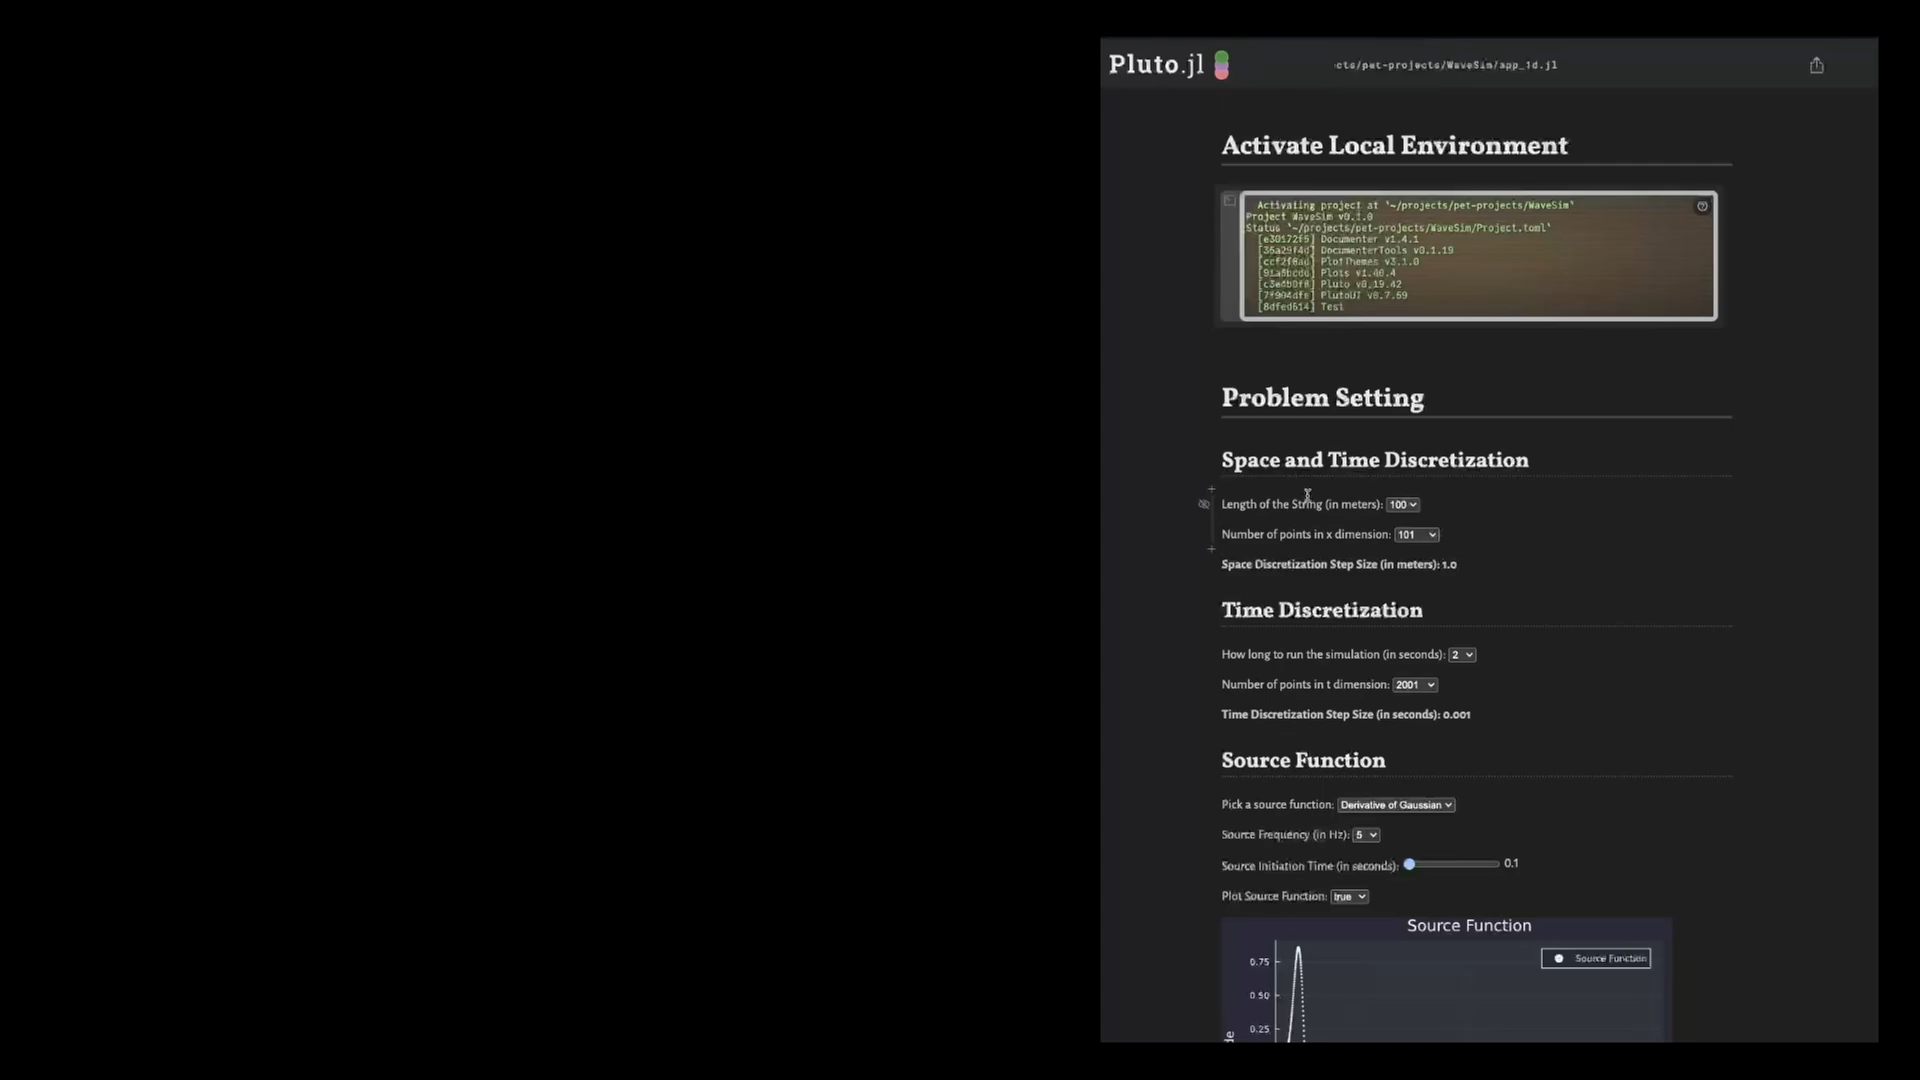 Pluto.jl
cts/pet-projects/WaveSim/app_1d.jl
Activate Local Environment
Activating project at `~/projects/pet-projects/WaveSim`
Project WaveSim v0.1.0
Status `~/projects/pet-projects/WaveSim/Project.toml`
[e30172f5] Documenter v1.4.1
[35a29f4d] DocumenterTools v0.1.19
[ccf2f8ad] PlotThemes v3.1.0
[91a5bcdd] Plots v1.40.4
[c3e4b0f8] Pluto v0.19.42
[7f904dfe] PlutoUI v0.7.59
[8dfed614] Test
Problem Setting
Space and Time Discretization
Length of the String (in meters): 100
Number of points in x dimension: 101
Space Discretization Step Size (in meters): 1.0
Time Discretization
How long to run the simulation (in seconds): 2
Number of points in t dimension: 2001
Time Discretization Step Size (in seconds): 0.001
Source Function
Pick a source function: Derivative of Gaussian
Source Frequency (in Hz): 5
Source Initiation Time (in seconds): 0.1
Plot Source Function: true
Source Function
Source Function
0.75
0.50
0.25